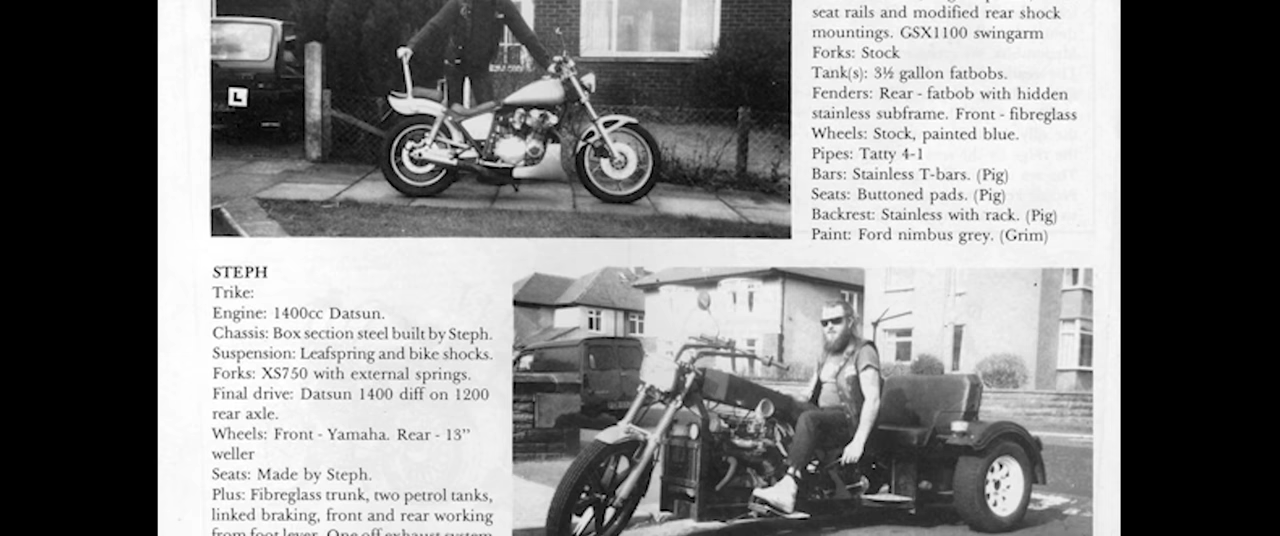 seat rails and modified rear shock
mountings. GSX1100 swingarm
Forks: Stock
Tank(s): 3½ gallon fatbobs.
Fenders: Rear - fatbob with hidden
stainless subframe. Front - fibreglass
Wheels: Stock, painted blue.
Pipes: Tatty 4-1
Bars: Stainless T-bars. (Pig)
Seats: Buttoned pads. (Pig)
Backrest: Stainless with rack. (Pig)
Paint: Ford nimbus grey. (Grim)
L
STEPH
Trike:
Engine: 1400cc Datsun.
Chassis: Box section steel built by Steph.
Suspension: Leafspring and bike shocks.
Forks: XS750 with external springs.
Final drive: Datsun 1400 diff on 1200
rear axle.
Wheels: Front - Yamaha. Rear - 13”
weller
Seats: Made by Steph.
Plus: Fibreglass trunk, two petrol tanks,
linked braking, front and rear working
from foot lever. One off exhaust system